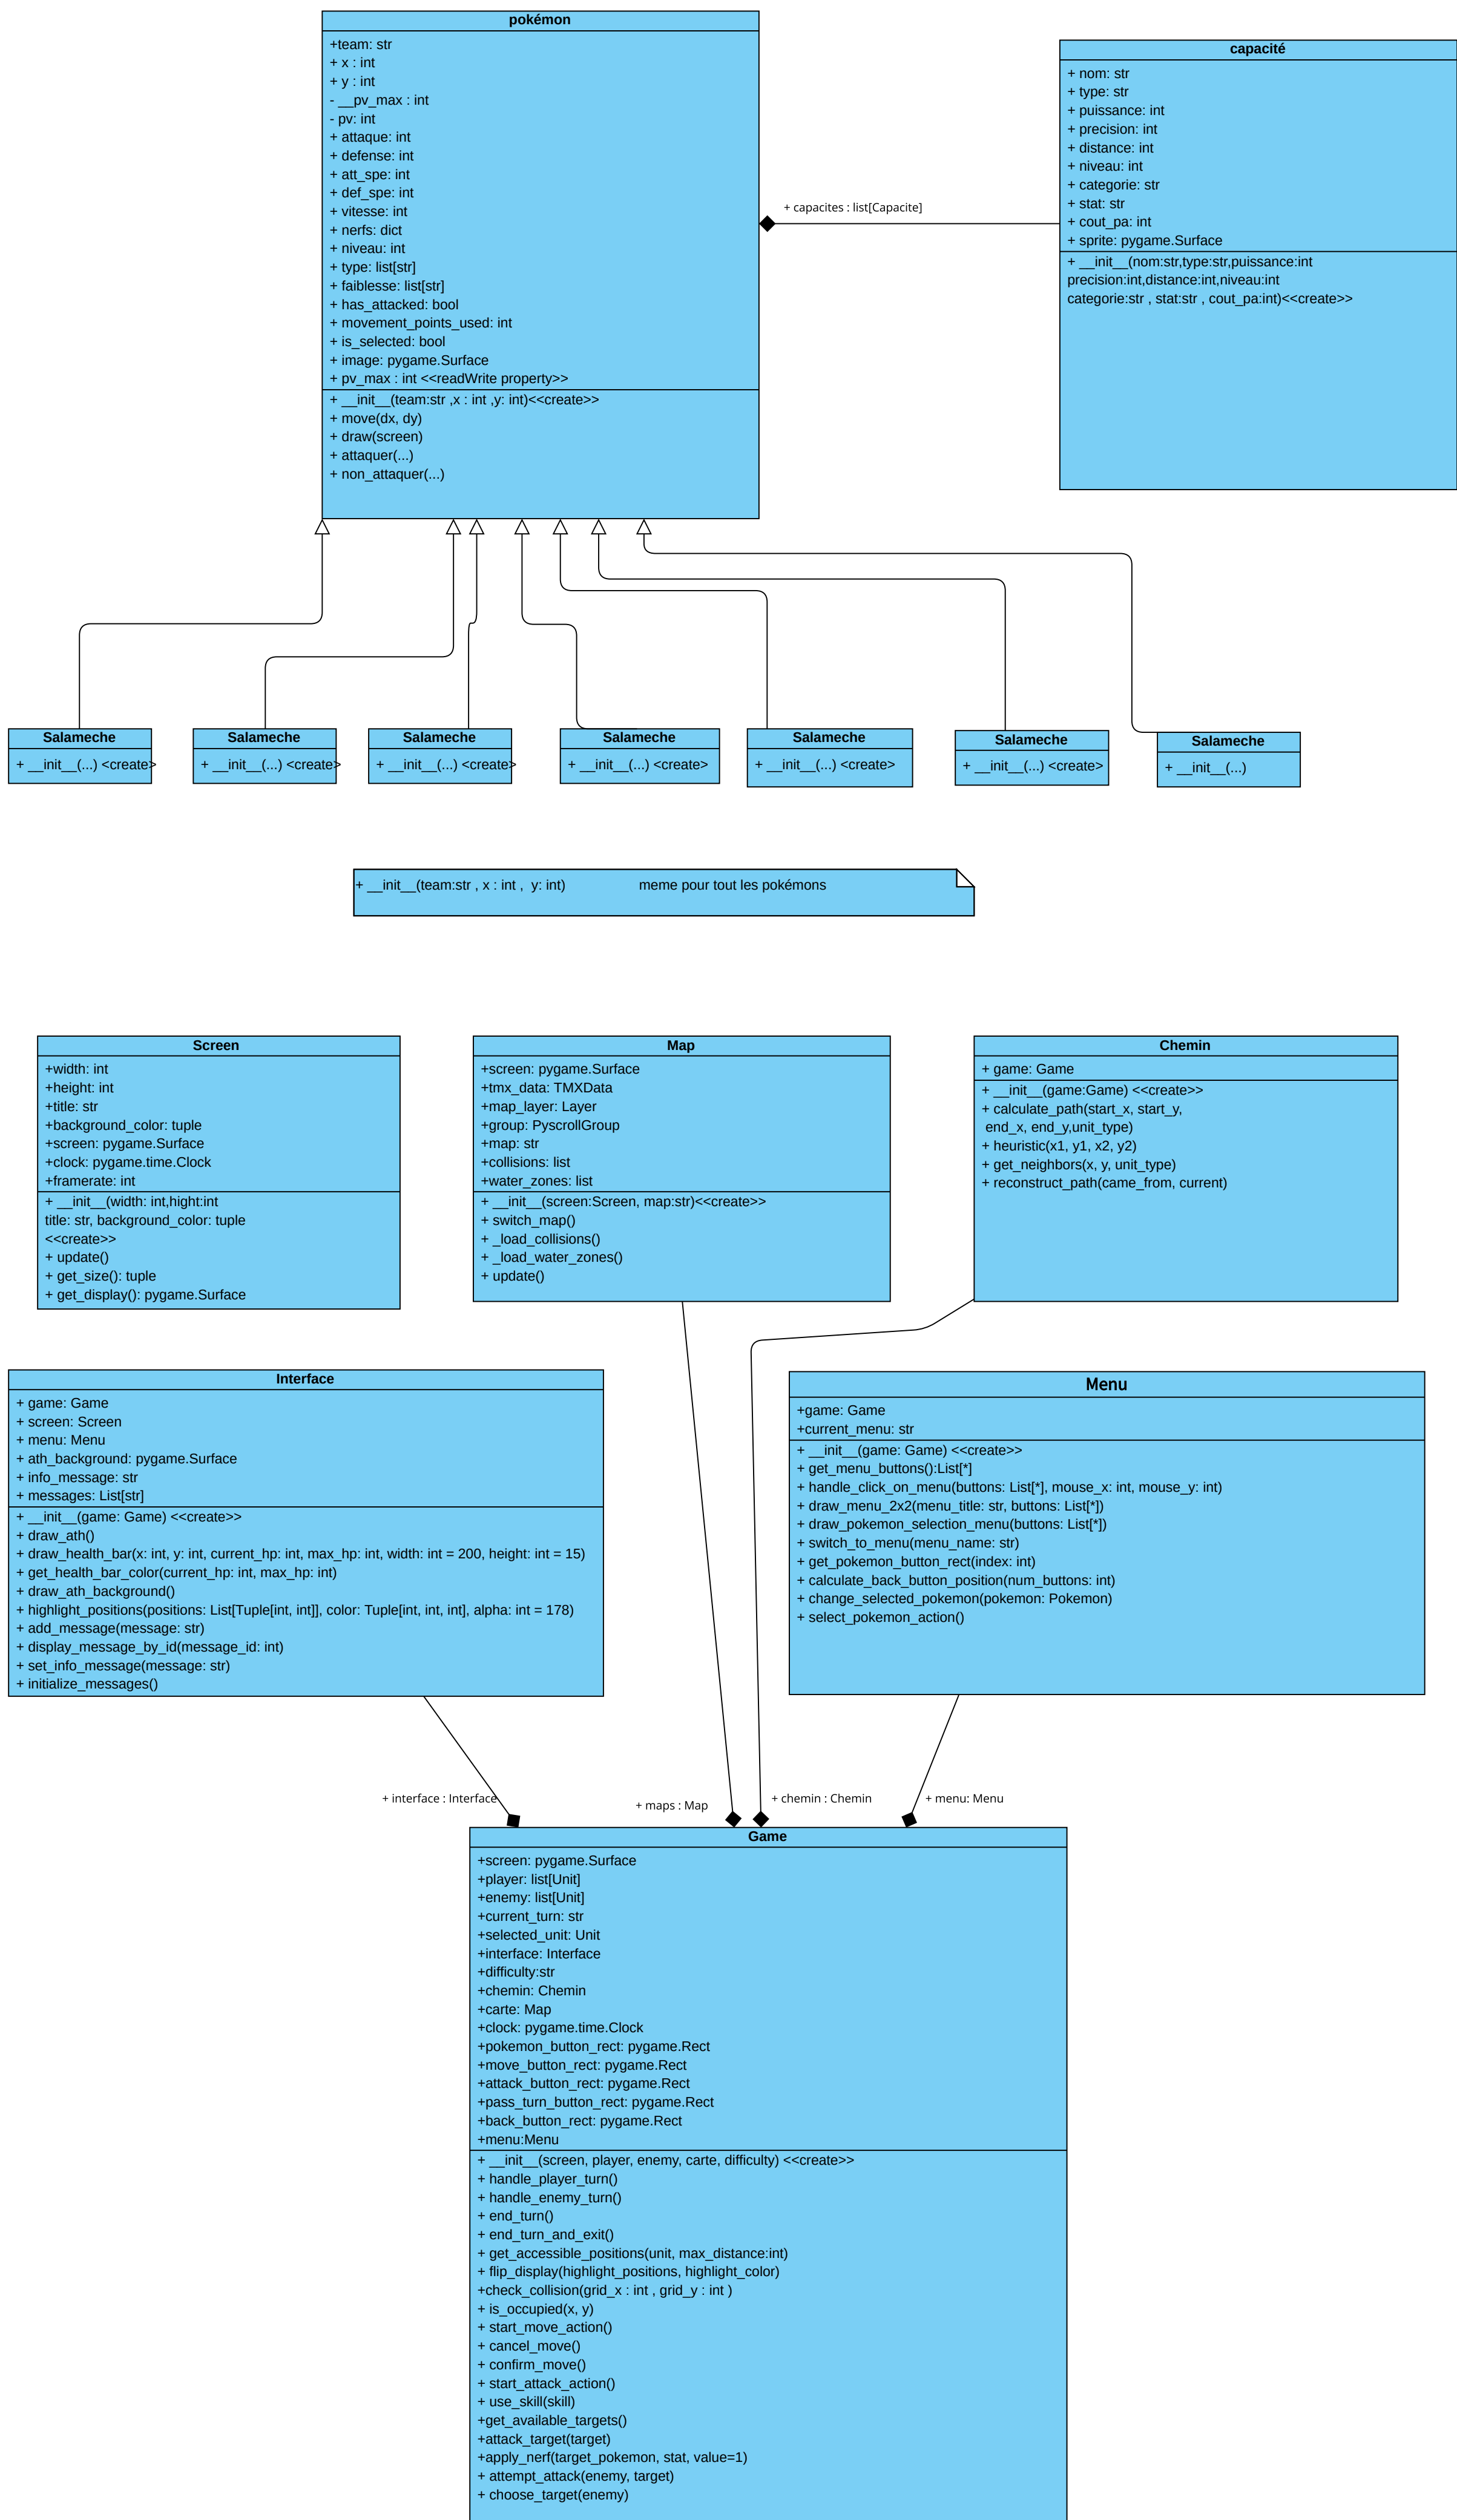 pokémon
+team: str
+ x : int
+ y : int
- __pv_max : int
- pv: int
+ attaque: int
+ defense: int
+ att_spe: int
+ def_spe: int
+ vitesse: int
+ nerfs: dict
+ niveau: int
+ type: list[str]
+ faiblesse: list[str]
+ has_attacked: bool
+ movement_points_used: int
+ is_selected: bool
+ image: pygame.Surface
+ pv_max : int <<readWrite property>>
+ __init__(team:str ,x : int ,y: int)<<create>>
+ move(dx, dy)
+ draw(screen)
+ attaquer(...)
+ non_attaquer(...)
+ capacites : list[Capacite]
capacité
+ nom: str
+ type: str
+ puissance: int
+ precision: int
+ distance: int
+ niveau: int
+ categorie: str
+ stat: str
+ cout_pa: int
+ sprite: pygame.Surface
+ __init__(nom:str,type:str,puissance:int
precision:int,distance:int,niveau:int
categorie:str , stat:str , cout_pa:int)<<create>>
Salameche
+ __init__(...) <create>
Salameche
+ __init__(...) <create>
Salameche
+ __init__(...) <create>
Salameche
+ __init__(...) <create>
Salameche
+ __init__(...) <create>
Salameche
+ __init__(...) <create>
Salameche
+ __init__(...)
+ __init__(team:str , x : int , y: int) meme pour tout les pokémons
Screen
+width: int
+height: int
+title: str
+background_color: tuple
+screen: pygame.Surface
+clock: pygame.time.Clock
+framerate: int
+ __init__(width: int,hight:int
title: str, background_color: tuple
<<create>>
+ update()
+ get_size(): tuple
+ get_display(): pygame.Surface
Map
+screen: pygame.Surface
+tmx_data: TMXData
+map_layer: Layer
+group: PyscrollGroup
+map: str
+collisions: list
+water_zones: list
+ __init__(screen:Screen, map:str)<<create>>
+ switch_map()
+ _load_collisions()
+ _load_water_zones()
+ update()
Chemin
+ game: Game
+ __init__(game:Game) <<create>>
+ calculate_path(start_x, start_y,
end_x, end_y,unit_type)
+ heuristic(x1, y1, x2, y2)
+ get_neighbors(x, y, unit_type)
+ reconstruct_path(came_from, current)
Interface
+ game: Game
+ screen: Screen
+ menu: Menu
+ ath_background: pygame.Surface
+ info_message: str
+ messages: List[str]
+ __init__(game: Game) <<create>>
+ draw_ath()
+ draw_health_bar(x: int, y: int, current_hp: int, max_hp: int, width: int = 200, height: int = 15)
+ get_health_bar_color(current_hp: int, max_hp: int)
+ draw_ath_background()
+ highlight_positions(positions: List[Tuple[int, int]], color: Tuple[int, int, int], alpha: int = 178)
+ add_message(message: str)
+ display_message_by_id(message_id: int)
+ set_info_message(message: str)
+ initialize_messages()
Menu
+game: Game
+current_menu: str
+ __init__(game: Game) <<create>>
+ get_menu_buttons():List[*]
+ handle_click_on_menu(buttons: List[*], mouse_x: int, mouse_y: int)
+ draw_menu_2x2(menu_title: str, buttons: List[*])
+ draw_pokemon_selection_menu(buttons: List[*])
+ switch_to_menu(menu_name: str)
+ get_pokemon_button_rect(index: int)
+ calculate_back_button_position(num_buttons: int)
+ change_selected_pokemon(pokemon: Pokemon)
+ select_pokemon_action()
+ interface : Interface
+ maps : Map
+ chemin : Chemin
+ menu: Menu
Game
+screen: pygame.Surface
+player: list[Unit]
+enemy: list[Unit]
+current_turn: str
+selected_unit: Unit
+interface: Interface
+difficulty:str
+chemin: Chemin
+carte: Map
+clock: pygame.time.Clock
+pokemon_button_rect: pygame.Rect
+move_button_rect: pygame.Rect
+attack_button_rect: pygame.Rect
+pass_turn_button_rect: pygame.Rect
+back_button_rect: pygame.Rect
+menu:Menu
+ __init__(screen, player, enemy, carte, difficulty) <<create>>
+ handle_player_turn()
+ handle_enemy_turn()
+ end_turn()
+ end_turn_and_exit()
+ get_accessible_positions(unit, max_distance:int)
+ flip_display(highlight_positions, highlight_color)
+check_collision(grid_x : int , grid_y : int )
+ is_occupied(x, y)
+ start_move_action()
+ cancel_move()
+ confirm_move()
+ start_attack_action()
+ use_skill(skill)
+get_available_targets()
+attack_target(target)
+apply_nerf(target_pokemon, stat, value=1)
+ attempt_attack(enemy, target)
+ choose_target(enemy)